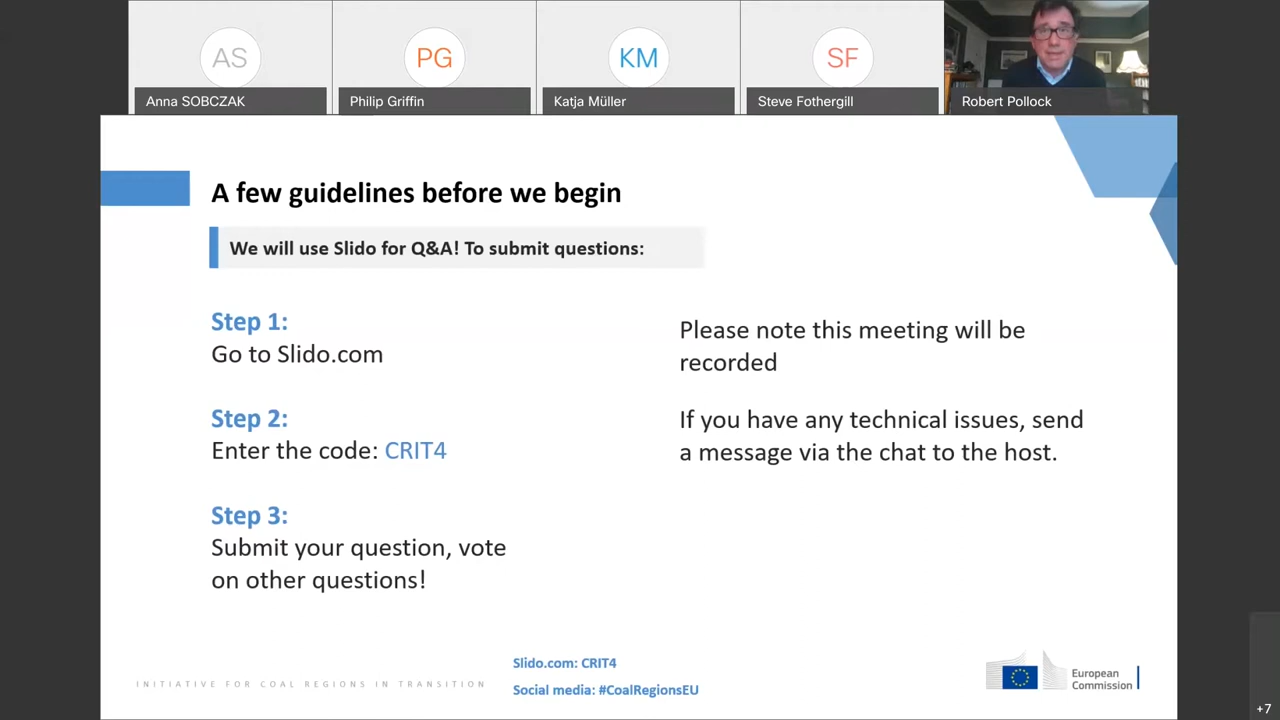 AS
PG
KM
SF
Anna SOBCZAK
Philip Griffin
Katja Müller
Steve Fothergill
Robert Pollock
A few guidelines before we begin
We will use Slido for Q&A! To submit questions:
Step 1:
Go to Slido.com
Step 2:
Enter the code: CRIT4
Step 3:
Submit your question, vote
on other questions!
Please note this meeting will be
recorded
If you have any technical issues, send
a message via the chat to the host.
INITIATIVE FOR COAL REGIONS IN TRANSITION
Slido.com: CRIT4
Social media: #CoalRegionsEU
European
Commission
+7